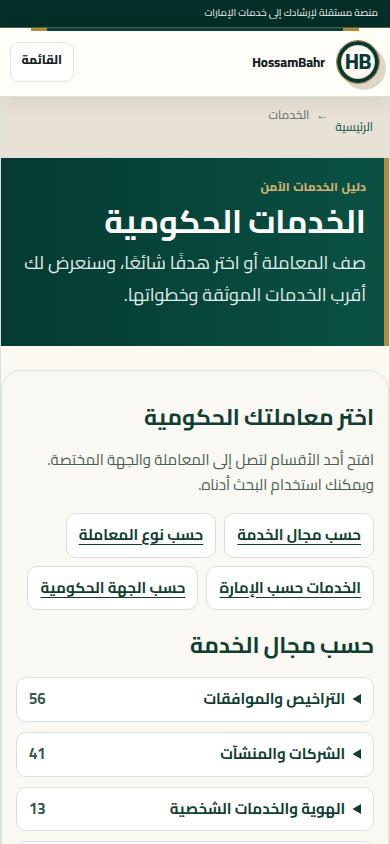 منصة مستقلة لإرشادك إلى خدمات الإمارات
HB
HossamBahr
القائمة
الرئيسية ← الخدمات
دليل الخدمات الآمن
الخدمات الحكومية
صف المعاملة أو اختر هدفًا شائعًا، وسنعرض لك
أقرب الخدمات الموثقة وخطواتها.
اختر معاملتك الحكومية
افتح أحد الأقسام لتصل إلى المعاملة والجهة المختصة.
ويمكنك استخدام البحث أدناه.
حسب مجال الخدمة
حسب نوع المعاملة
الخدمات حسب الإمارة
حسب الجهة الحكومية
حسب مجال الخدمة
التراخيص والموافقات 56
الشركات والمنشآت 41
الهوية والخدمات الشخصية 13